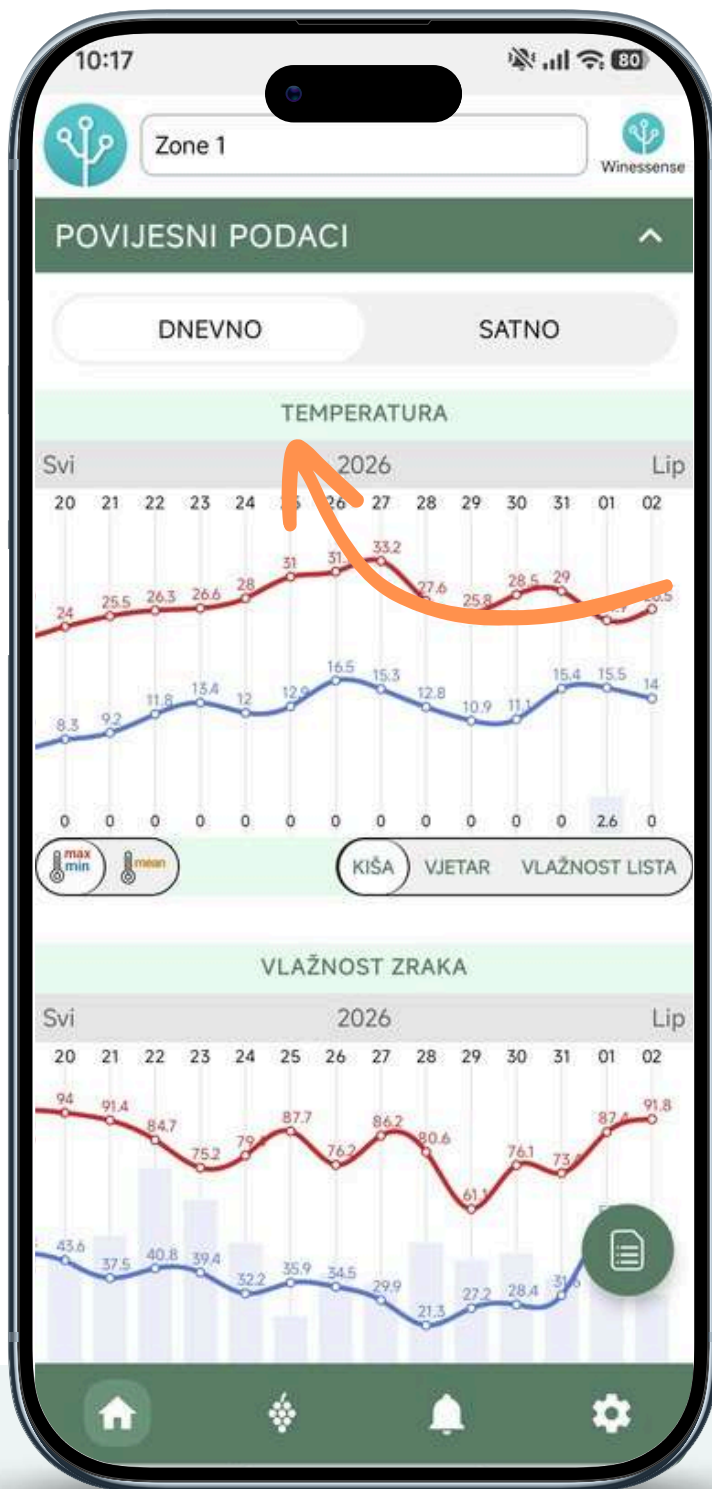 10:17
80
Zone 1
Winessense
POVIJESNI PODACI
DNEVNO SATNO
TEMPERATURA
Svi 2026 Lip
20 21 22 23 24 26 27 28 29 30 31 01 02
24 25.5 26.3 26.6 28 31 33.2 27.6 25.8 28.5 29
8.3 9.2 11.8 13.4 12 12.9 16.5 15.3 12.8 10.9 11.1 15.4 15.5 14
0 0 0 0 0 0 0 0 0 0 0 0 2.6 0
max
min
mean
KIŠA VJETAR VLAŽNOST LISTA
VLAŽNOST ZRAKA
Svi 2026 Lip
20 21 22 23 24 25 26 27 28 29 30 31 01 02
94 91.4 84.7 75.2 87.7 76.2 86.2 80.6 61.1 76.1 87.4 91.8
43.6 37.5 40.8 39.4 32.2 35.9 34.5 29.9 21.3 27.2 28.4